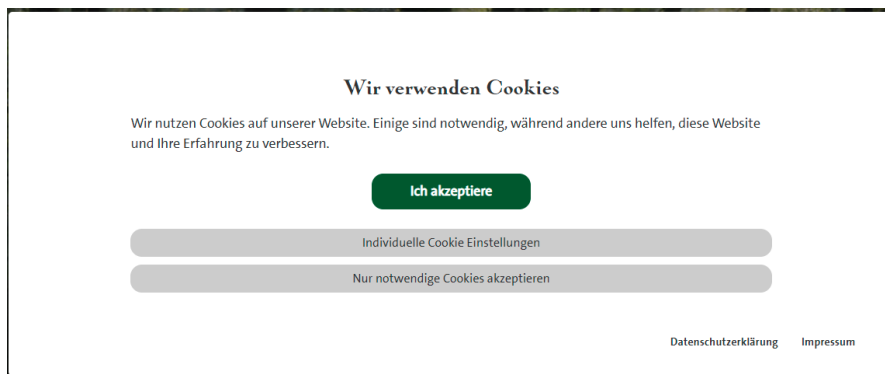 Wir verwenden Cookies
Wir nutzen Cookies auf unserer Website. Einige sind notwendig, während andere uns helfen, diese Website
und Ihre Erfahrung zu verbessern.
Ich akzeptiere
Individuelle Cookie Einstellungen
Nur notwendige Cookies akzeptieren
Datenschutzerklärung Impressum